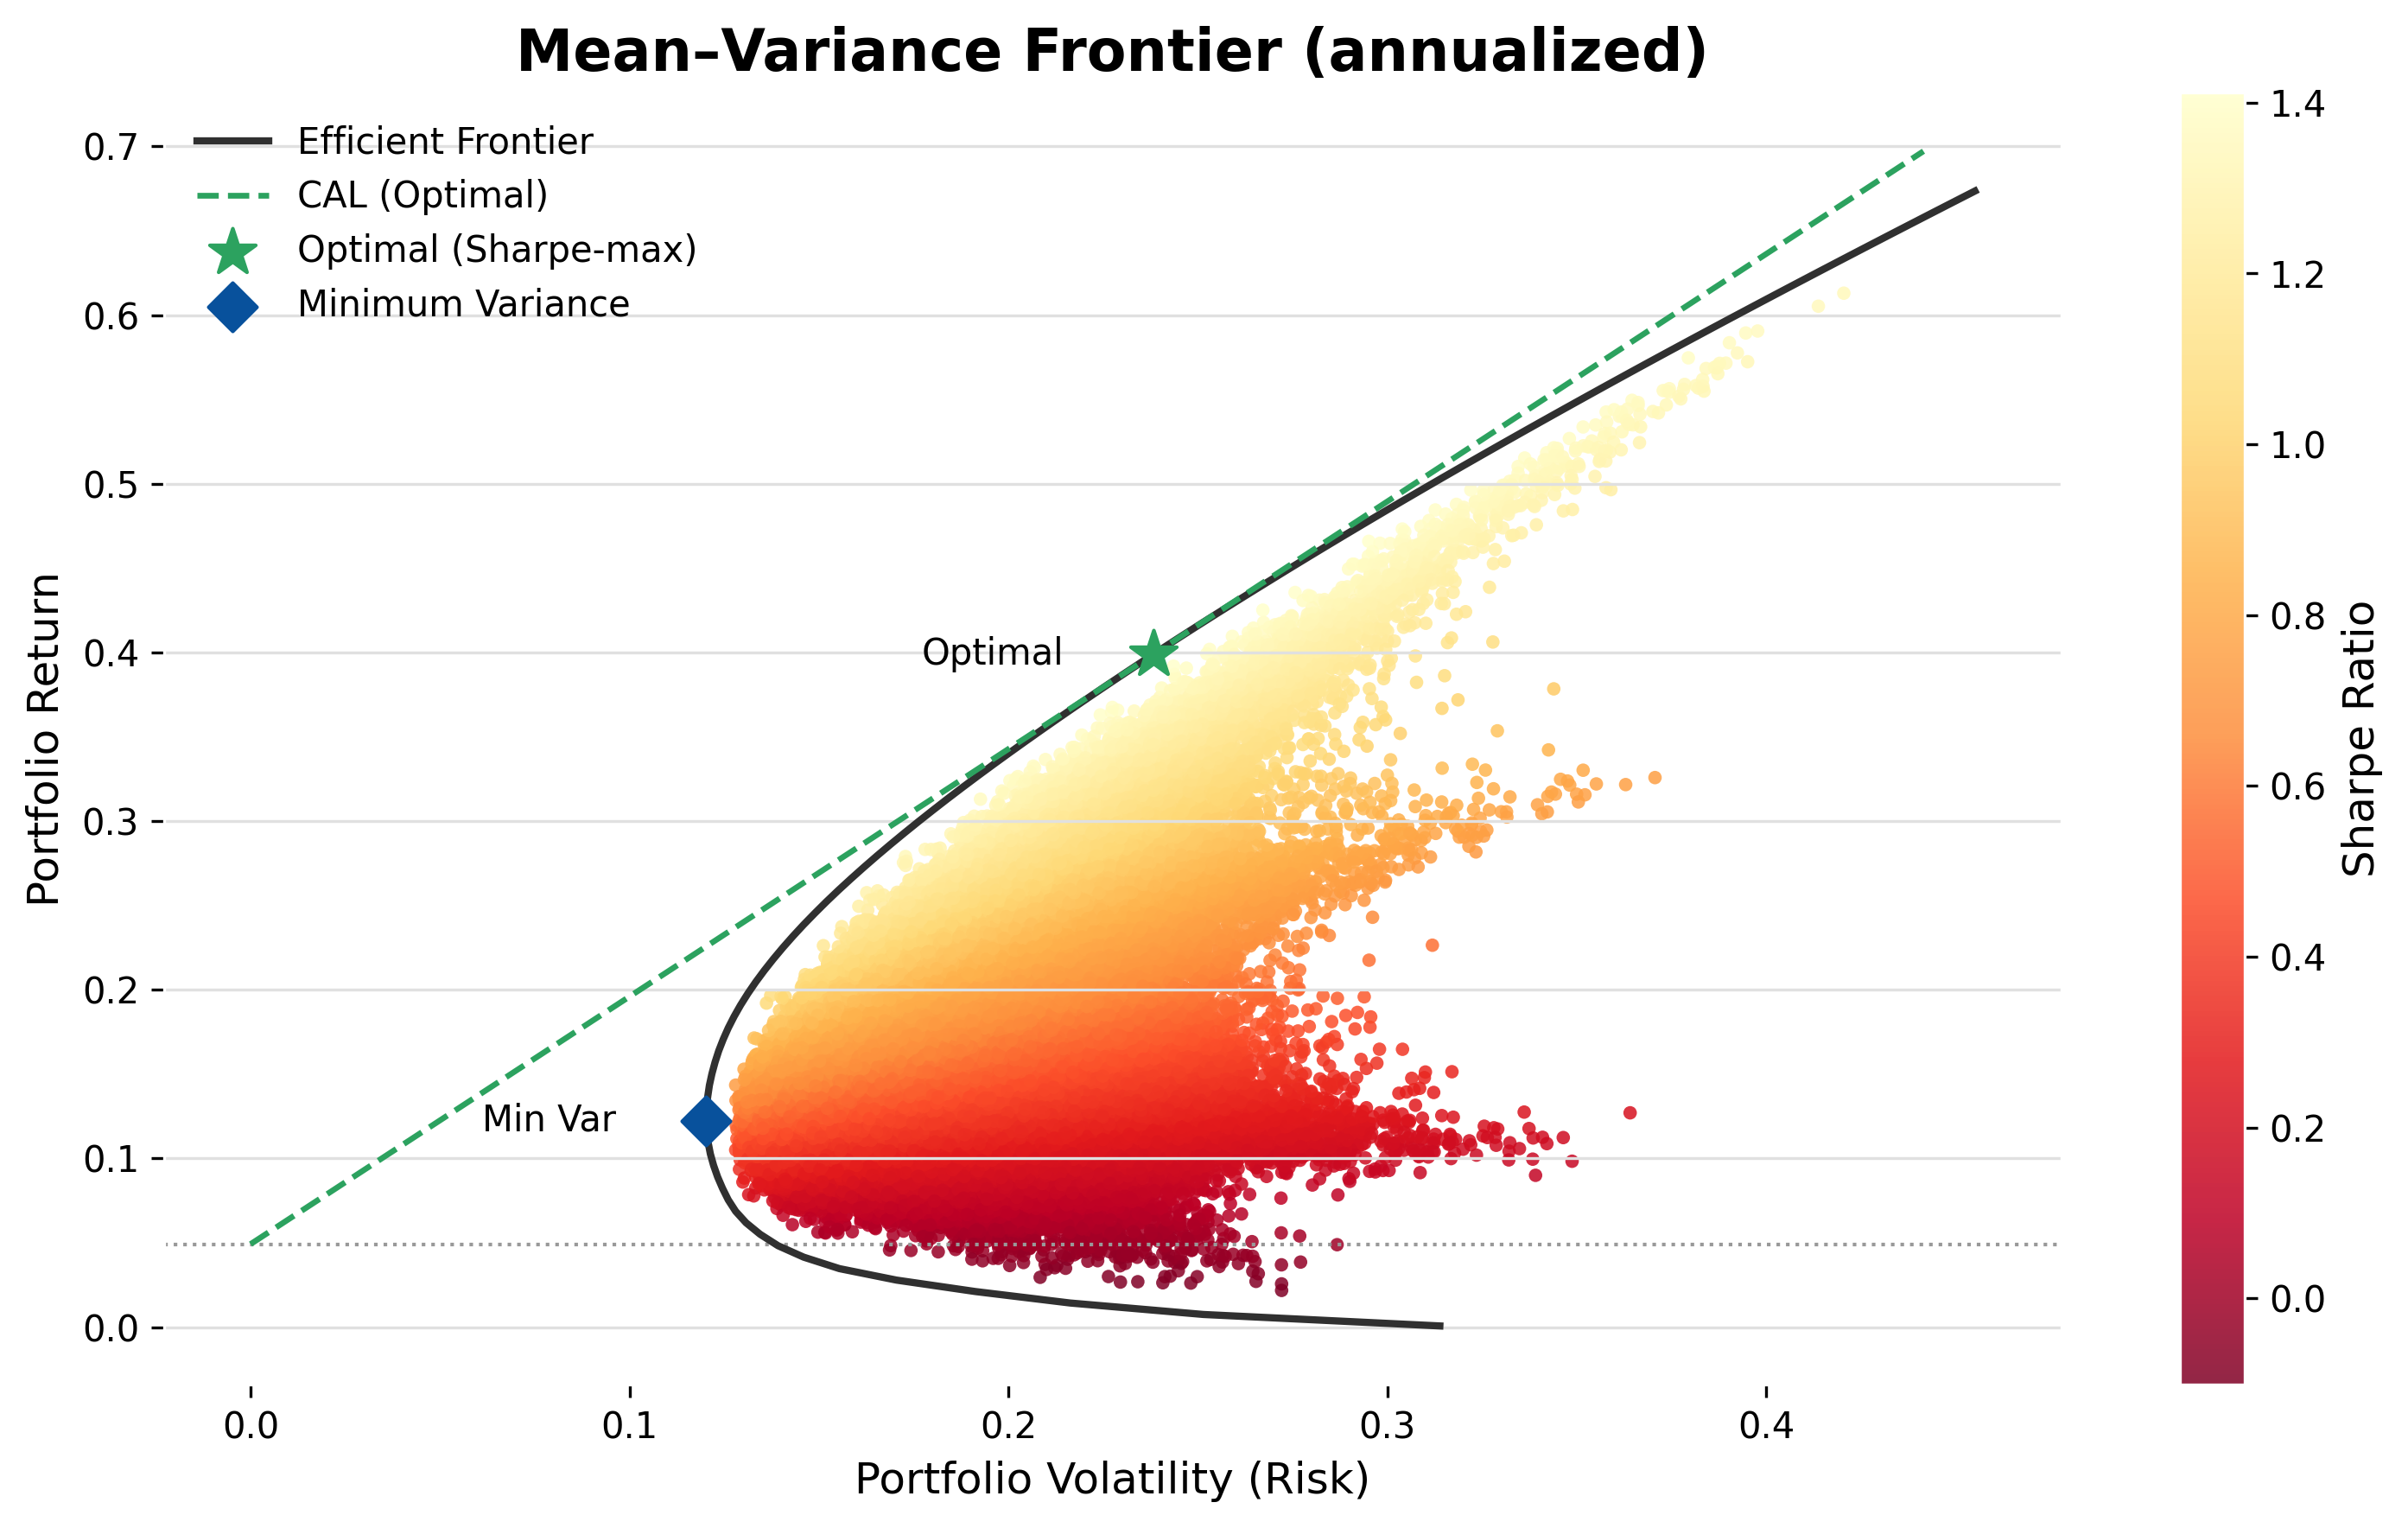 Mean–Variance Frontier (annualized)
Efficient Frontier
CAL (Optimal)
Optimal (Sharpe-max)
Minimum Variance
Portfolio Return
0.7
0.6
0.5
0.4
0.3
0.2
0.1
0.0
Optimal
Min Var
0.0 0.1 0.2 0.3 0.4
Portfolio Volatility (Risk)
1.4
1.2
1.0
0.8
0.6
0.4
0.2
0.0
Sharpe Ratio